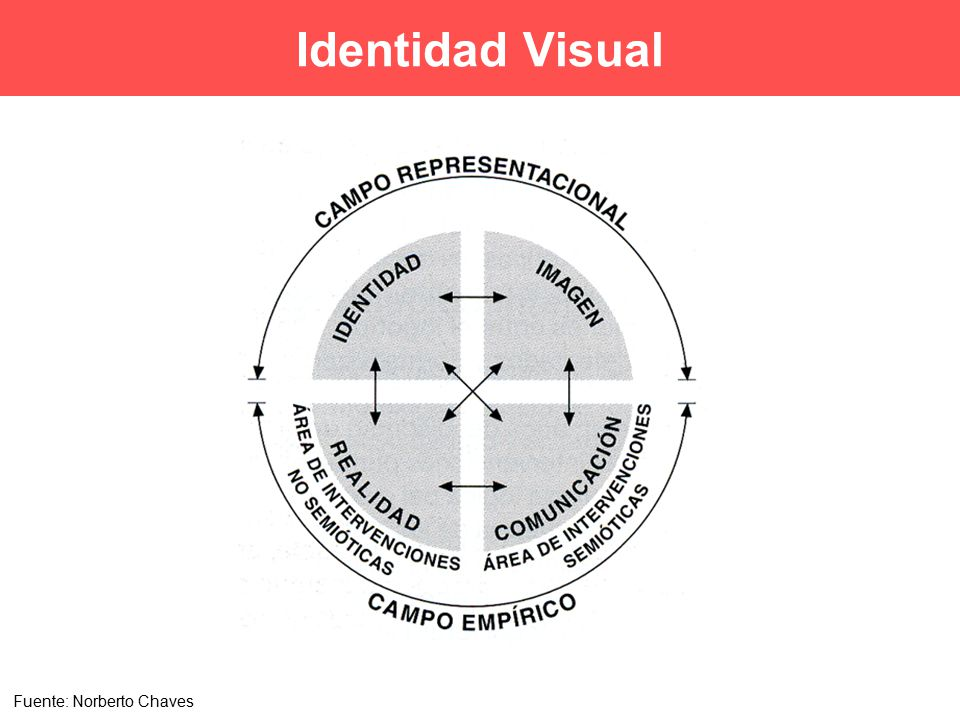 Identidad Visual
CAMPO REPRESENTACIONAL
IDENTIDAD
IMAGEN
REALIDAD
ÁREA DE INTERVENCIONES
NO SEMIÓTICAS
COMUNICACIÓN
ÁREA DE INTERVENCIONES
SEMIÓTICAS
CAMPO EMPÍRICO
Fuente: Norberto Chaves